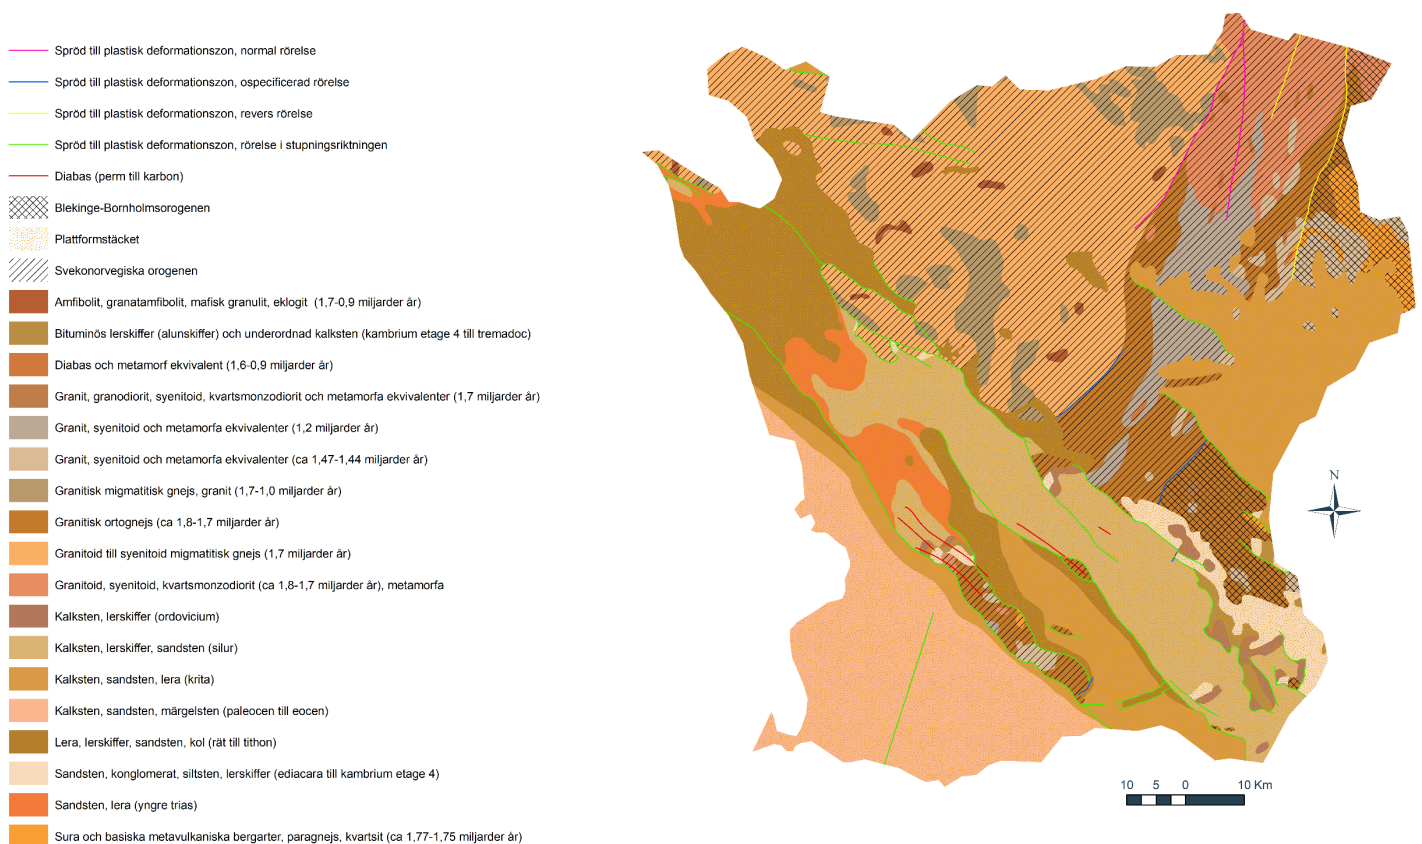 Spröd till plastisk deformationszon, normal rörelse
Spröd till plastisk deformationszon, ospecificerad rörelse
Spröd till plastisk deformationszon, revers rörelse
Spröd till plastisk deformationszon, rörelse i stupningsriktningen
Diabas (perm till karbon)
Blekinge-Bornholmsorogenen
Plattformstäcket
Svekonorvegiska orogenen
Amfibolit, granatamfibolit, mafisk granulit, eklogit (1,7-0,9 miljarder år)
Bituminös lerskiffer (alunskiffer) och underordnad kalksten (kambrium etage 4 till tremadoc)
Diabas och metamorf ekvivalent (1,6-0,9 miljarder år)
Granit, granodiorit, syenitoid, kvartsmonzodiorit och metamorfa ekvivalenter (1,7 miljarder år)
Granit, syenitoid och metamorfa ekvivalenter (1,2 miljarder år)
Granit, syenitoid och metamorfa ekvivalenter (ca 1,47-1,44 miljarder år)
Granitisk migmatitisk gnejs, granit (1,7-1,0 miljarder år)
Granitisk ortognejs (ca 1,8-1,7 miljarder år)
Granitoid till syenitoid migmatitisk gnejs (1,7 miljarder år)
Granitoid, syenitoid, kvartsmonzodiorit (ca 1,8-1,7 miljarder år), metamorfa
Kalksten, lerskiffer (ordovicium)
Kalksten, lerskiffer, sandsten (silur)
Kalksten, sandsten, lera (krita)
Kalksten, sandsten, märgelsten (paleocen till eocen)
Lera, lerskiffer, sandsten, kol (rät till tithon)
Sandsten, konglomerat, siltsten, lerskiffer (ediacara till kambrium etage 4)
Sandsten, lera (yngre trias)
Sura och basiska metavulkaniska bergarter, paragnejs, kvartsit (ca 1,77-1,75 miljarder år)
N
10 5 0 10 Km